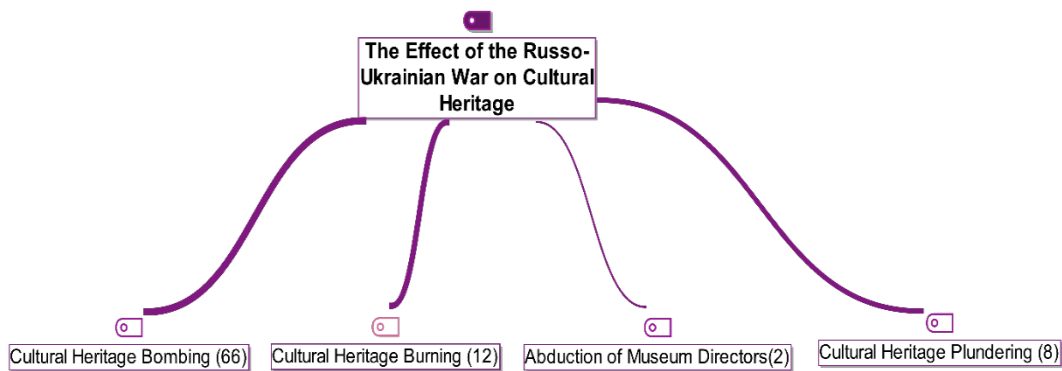 The Effect of the Russo-
Ukrainian War on Cultural
Heritage
Cultural Heritage Bombing (66)
Cultural Heritage Burning (12)
Abduction of Museum Directors(2)
Cultural Heritage Plundering (8)